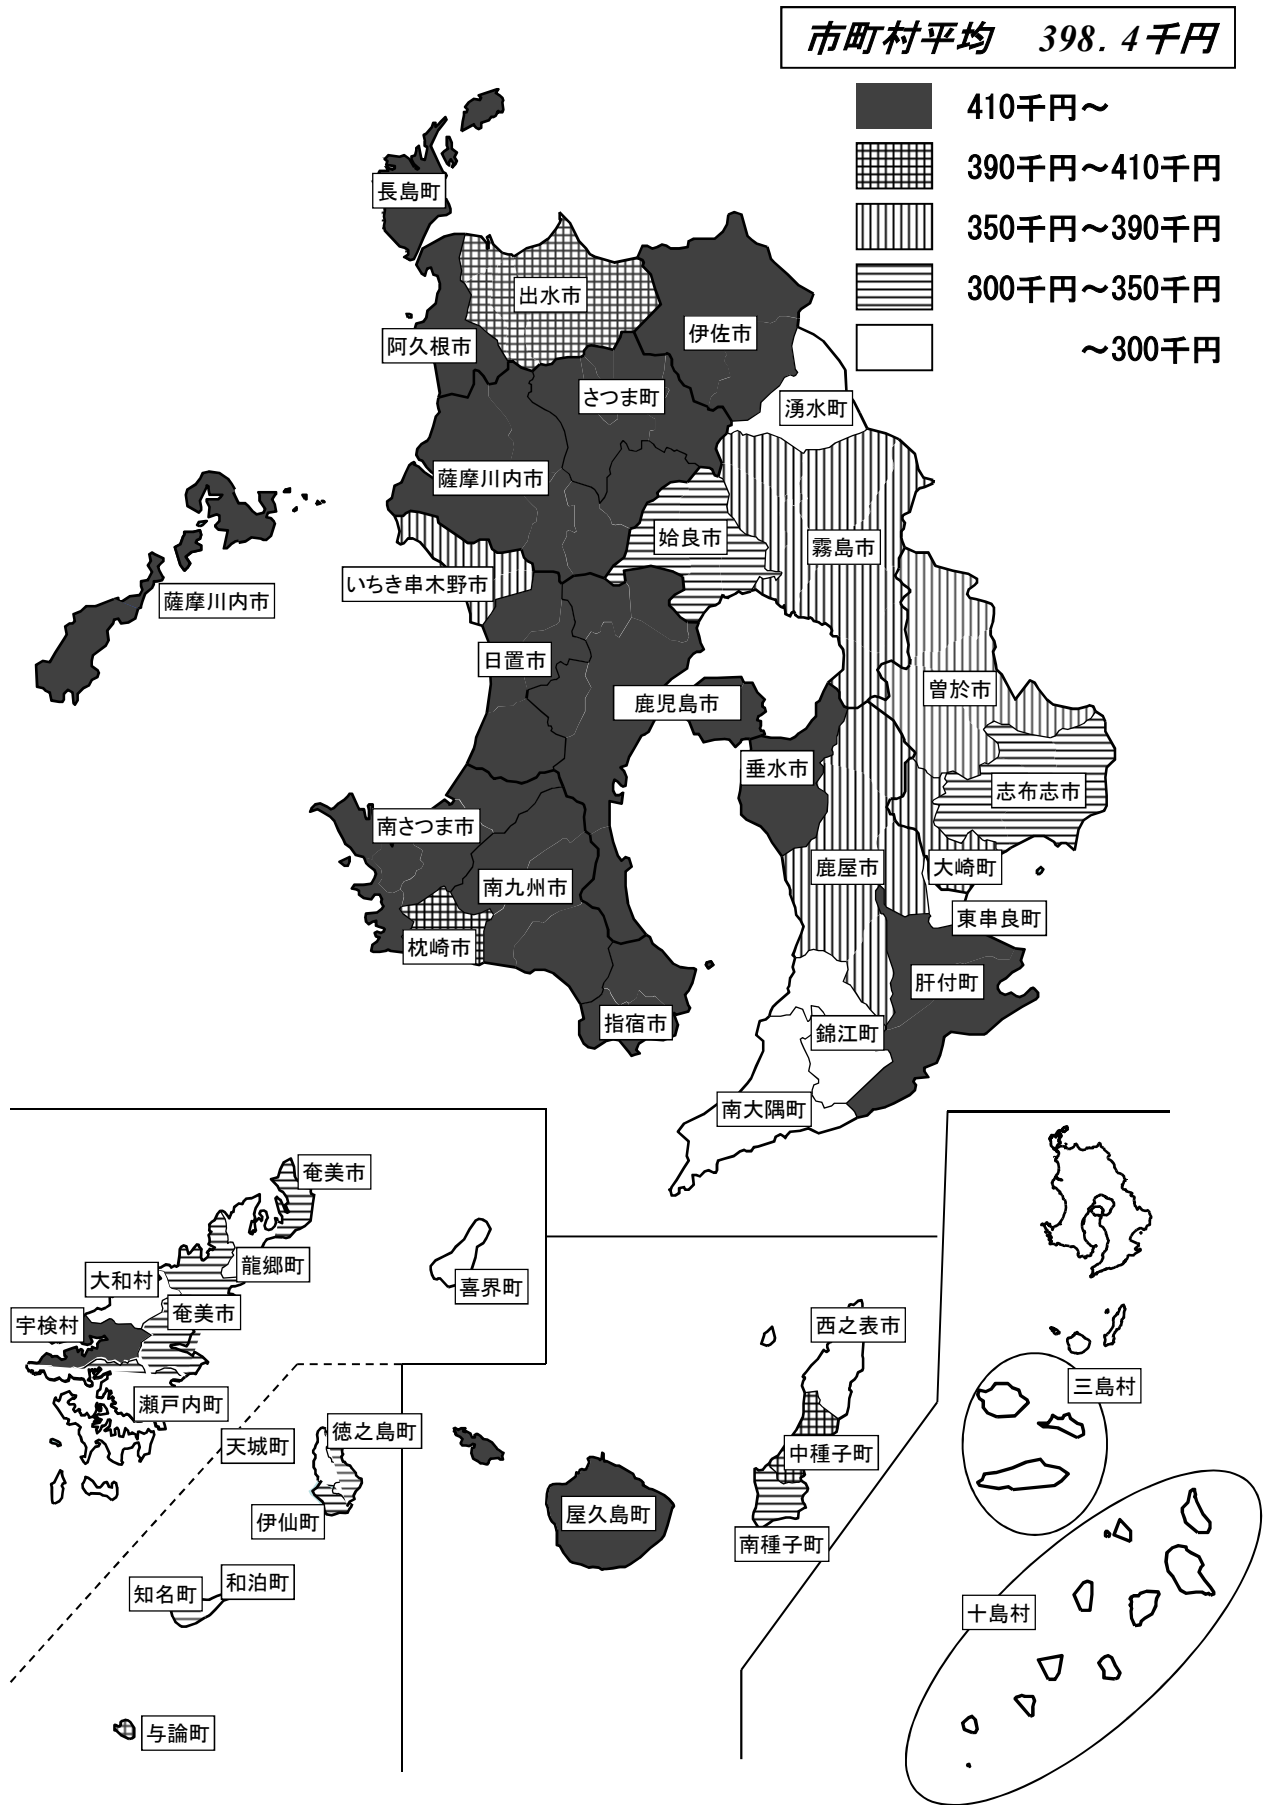 市町村平均　398.4千円
410千円～
390千円～410千円
350千円～390千円
300千円～350千円
～300千円
長島町
出水市
伊佐市
阿久根市
さつま町
湧水町
薩摩川内市
姶良市
霧島市
いちき串木野市
薩摩川内市
日置市
曽於市
鹿児島市
垂水市
志布志市
南さつま市
鹿屋市
大崎町
南九州市
東串良町
枕崎市
肝付町
指宿市
錦江町
南大隅町
奄美市
龍郷町
大和村
喜界町
奄美市
宇検村
西之表市
三島村
瀬戸内町
徳之島町
天城町
中種子町
屋久島町
伊仙町
南種子町
和泊町
知名町
十島村
与論町